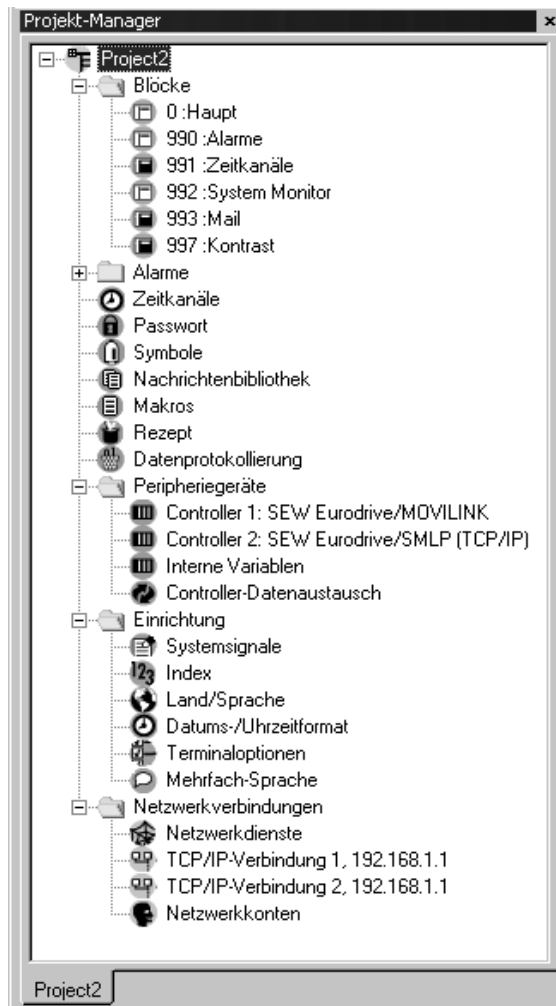 Projekt-Manager
Project2
Blöcke
0 :Haupt
990 :Alarme
991 :Zeitkanäle
992 :System Monitor
993 :Mail
997 :Kontrast
Alarme
Zeitkanäle
Passwort
Symbole
Nachrichtenbibliothek
Makros
Rezept
Datenprotokollierung
Peripheriegeräte
Controller 1: SEW Eurodrive/MOVILINK
Controller 2: SEW Eurodrive/SMLP (TCP/IP)
Interne Variablen
Controller-Datenaustausch
Einrichtung
Systemsignale
Index
Land/Sprache
Datums-/Uhrzeitformat
Terminaloptionen
Mehrfach-Sprache
Netzwerkverbindungen
Netzwerkdienste
TCP/IP-Verbindung 1, 192.168.1.1
TCP/IP-Verbindung 2, 192.168.1.1
Netzwerkkonten
Project2